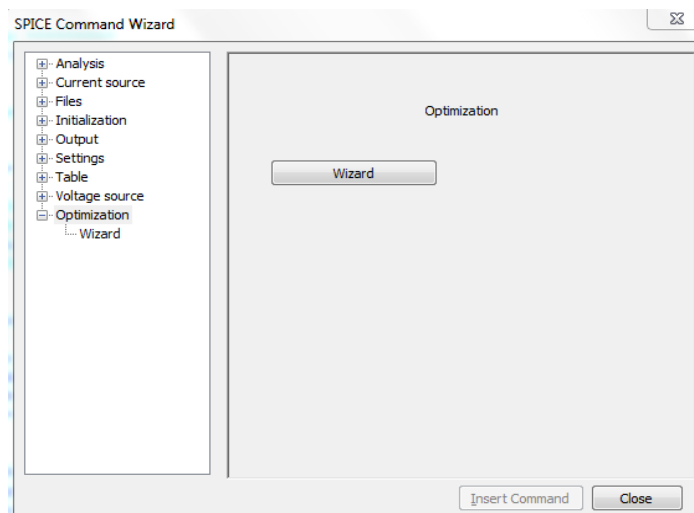 SPICE Command Wizard
Analysis
Current source
Files
Initialization
Output
Settings
Table
Voltage source
Optimization
Wizard
Optimization
Wizard
Insert Command
Close